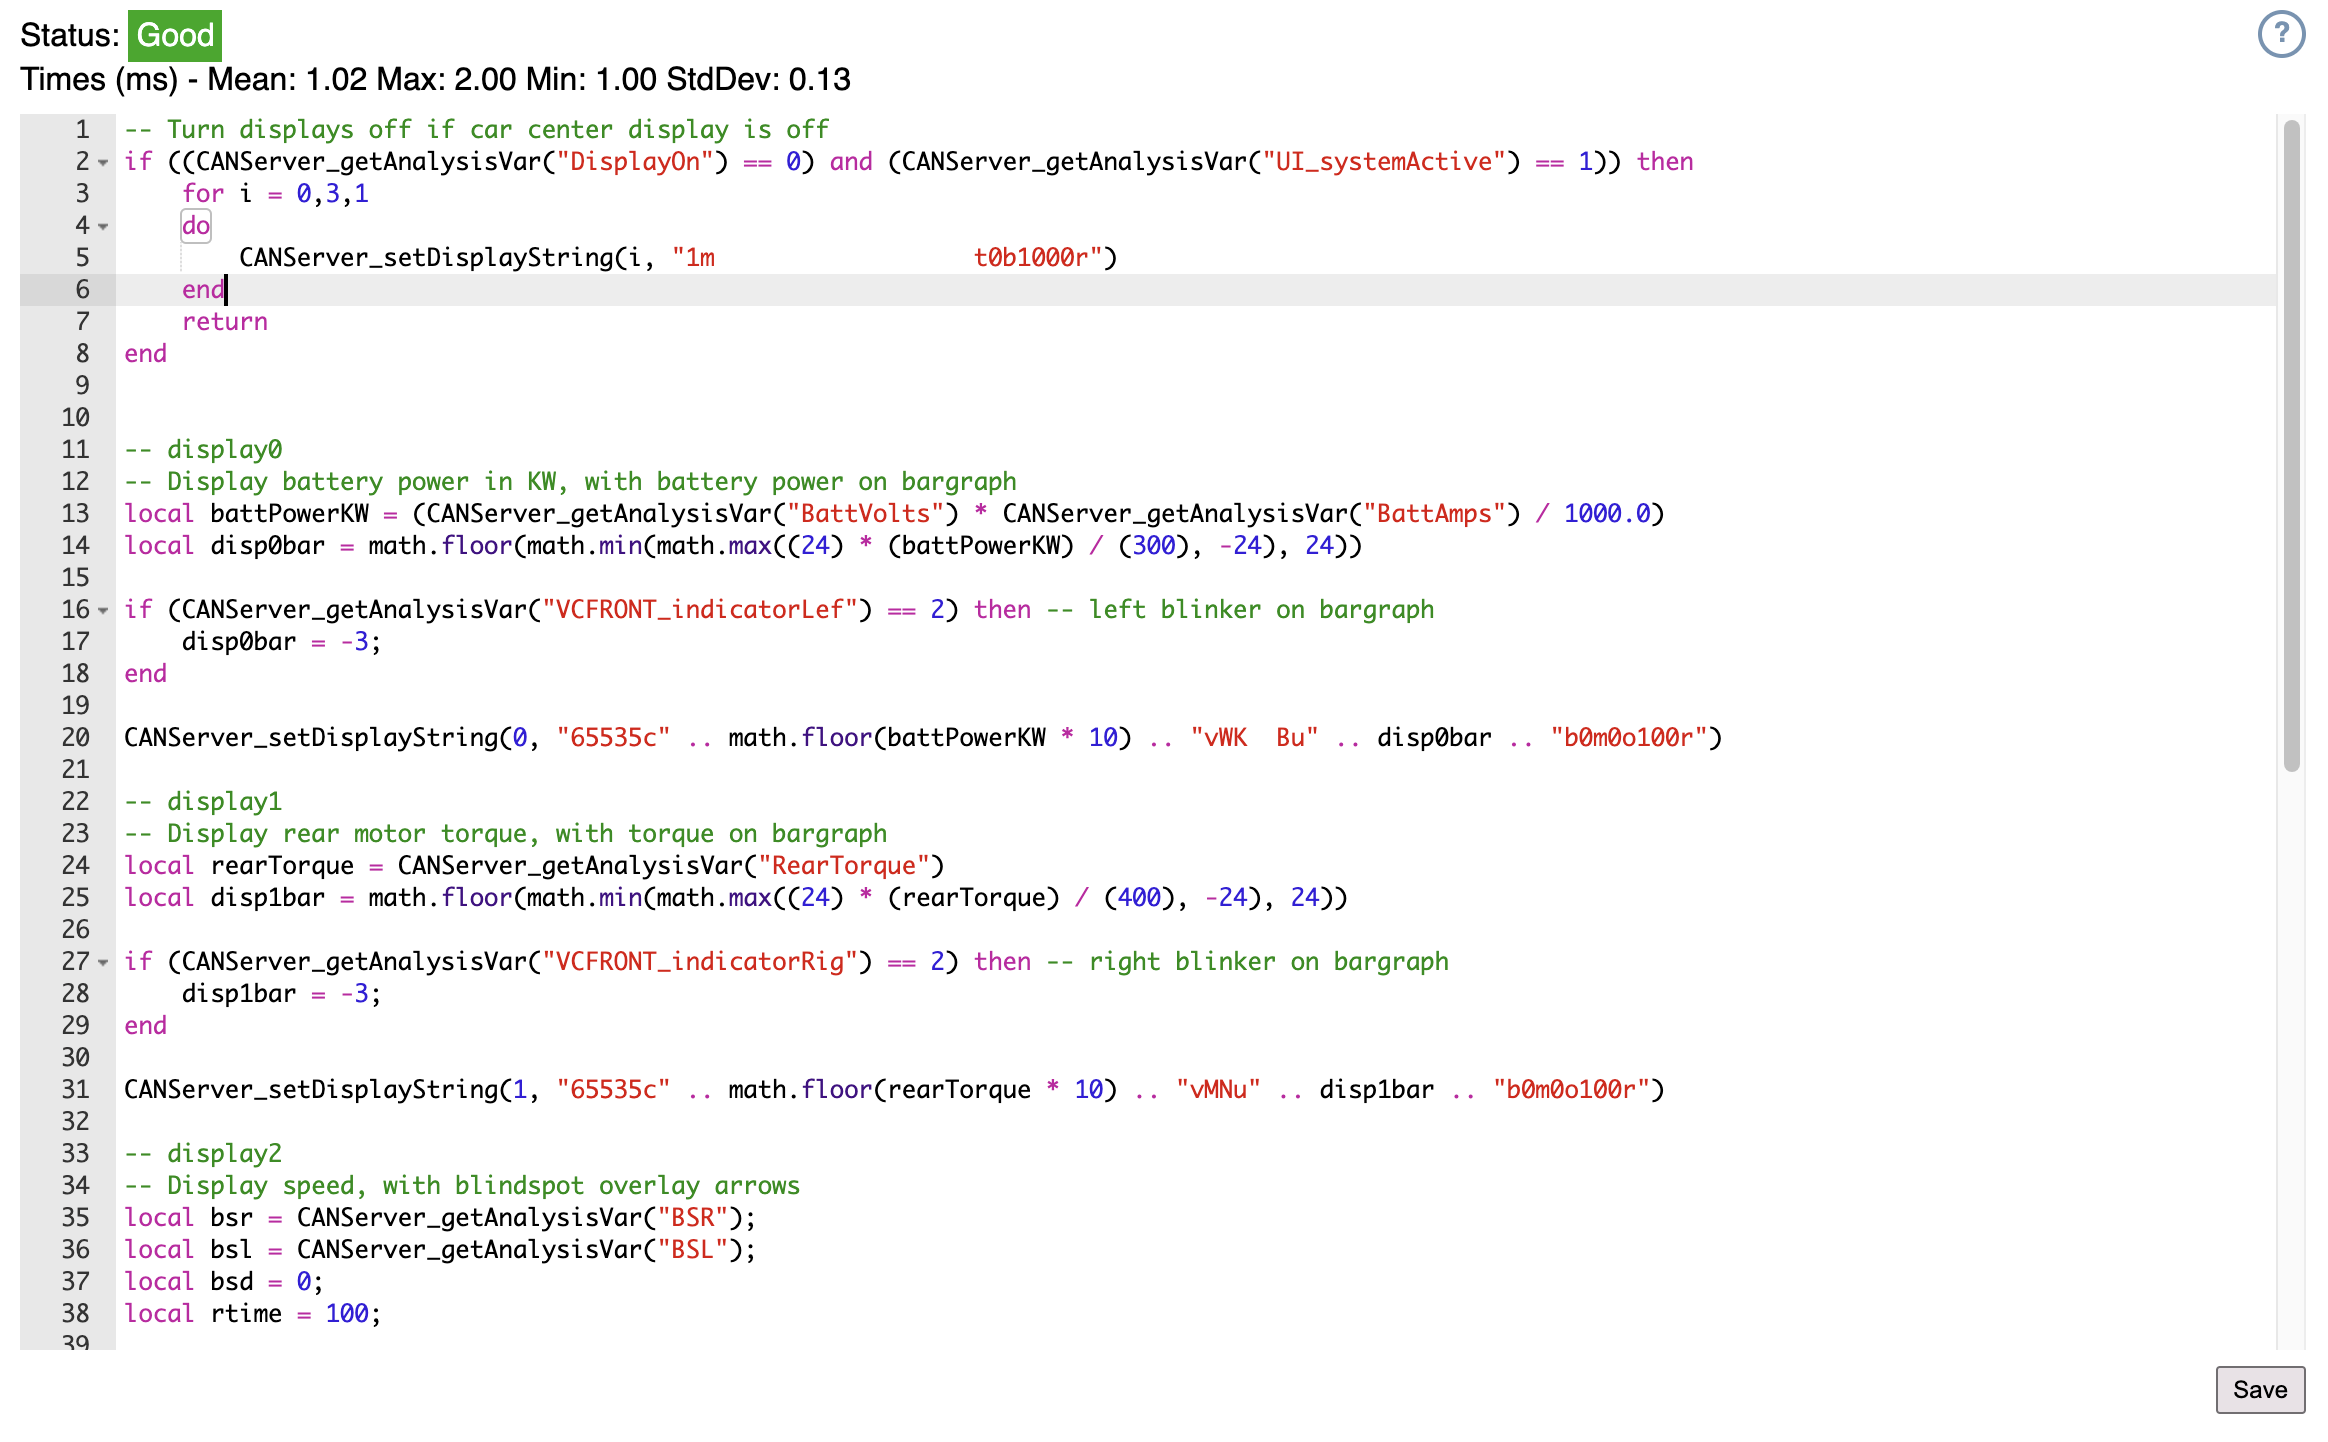 Status: Good
?
Times (ms) - Mean: 1.02 Max: 2.00 Min: 1.00 StdDev: 0.13
1 -- Turn displays off if car center display is off
2 if ((CANServer_getAnalysisVar("DisplayOn") == 0) and (CANServer_getAnalysisVar("UI_systemActive") == 1)) then
3     for i = 0,3,1
4     do
5         CANServer_setDisplayString(i, "1m                  t0b1000r")
6     end
7     return
8 end
9
10
11 -- display0
12 -- Display battery power in KW, with battery power on bargraph
13 local battPowerKW = (CANServer_getAnalysisVar("BattVolts") * CANServer_getAnalysisVar("BattAmps") / 1000.0)
14 local disp0bar = math.floor(math.min(math.max((24) * (battPowerKW) / (300), -24), 24))
15
16 if (CANServer_getAnalysisVar("VCFRONT_indicatorLef") == 2) then -- left blinker on bargraph
17     disp0bar = -3;
18 end
19
20 CANServer_setDisplayString(0, "65535c" .. math.floor(battPowerKW * 10) .. "vWK  Bu" .. disp0bar .. "b0m0o100r")
21
22 -- display1
23 -- Display rear motor torque, with torque on bargraph
24 local rearTorque = CANServer_getAnalysisVar("RearTorque")
25 local disp1bar = math.floor(math.min(math.max((24) * (rearTorque) / (400), -24), 24))
26
27 if (CANServer_getAnalysisVar("VCFRONT_indicatorRig") == 2) then -- right blinker on bargraph
28     disp1bar = -3;
29 end
30
31 CANServer_setDisplayString(1, "65535c" .. math.floor(rearTorque * 10) .. "vMNu" .. disp1bar .. "b0m0o100r")
32
33 -- display2
34 -- Display speed, with blindspot overlay arrows
35 local bsr = CANServer_getAnalysisVar("BSR");
36 local bsl = CANServer_getAnalysisVar("BSL");
37 local bsd = 0;
38 local rtime = 100;
39
Save